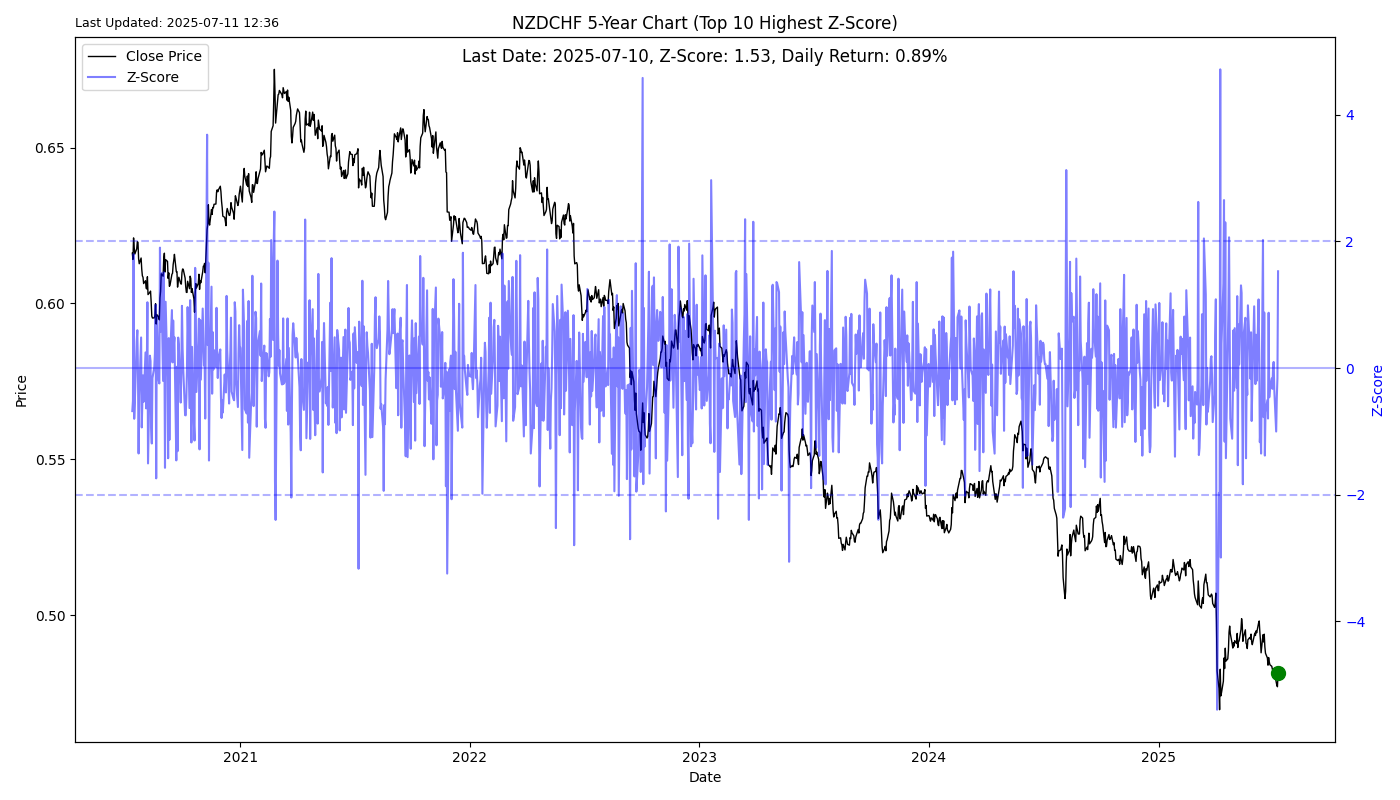 Last Updated: 2025-07-11 12:36
NZDCHF 5-Year Chart (Top 10 Highest Z-Score)
Last Date: 2025-07-10, Z-Score: 1.53, Daily Return: 0.89%
Close Price
Z-Score
Price
0.65
0.60
0.55
0.50
4
2
0
−2
−4
Z-Score
2021
2022
2023
2024
2025
Date